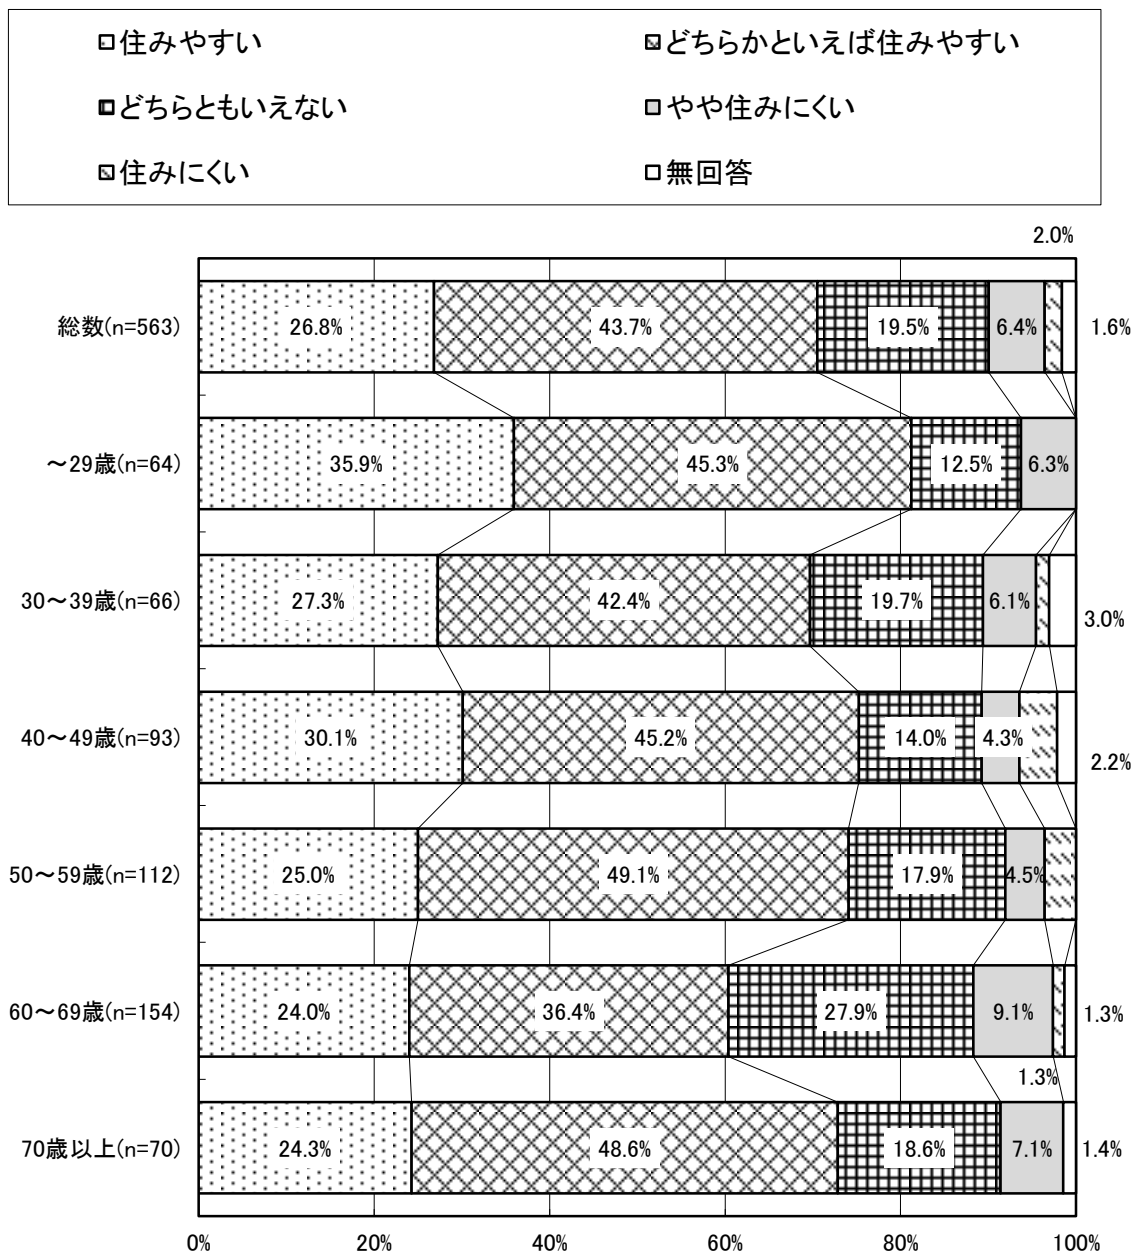 住みやすい どちらかといえば住みやすい
どちらともいえない やや住みにくい
住みにくい 無回答
2.0%
総数(n=563) 26.8% 43.7% 19.5% 6.4% 1.6%
～29歳(n=64) 35.9% 45.3% 12.5% 6.3%
30～39歳(n=66) 27.3% 42.4% 19.7% 6.1% 3.0%
40～49歳(n=93) 30.1% 45.2% 14.0% 4.3% 2.2%
50～59歳(n=112) 25.0% 49.1% 17.9% 4.5%
60～69歳(n=154) 24.0% 36.4% 27.9% 9.1% 1.3%
1.3%
70歳以上(n=70) 24.3% 48.6% 18.6% 7.1% 1.4%
0% 20% 40% 60% 80% 100%